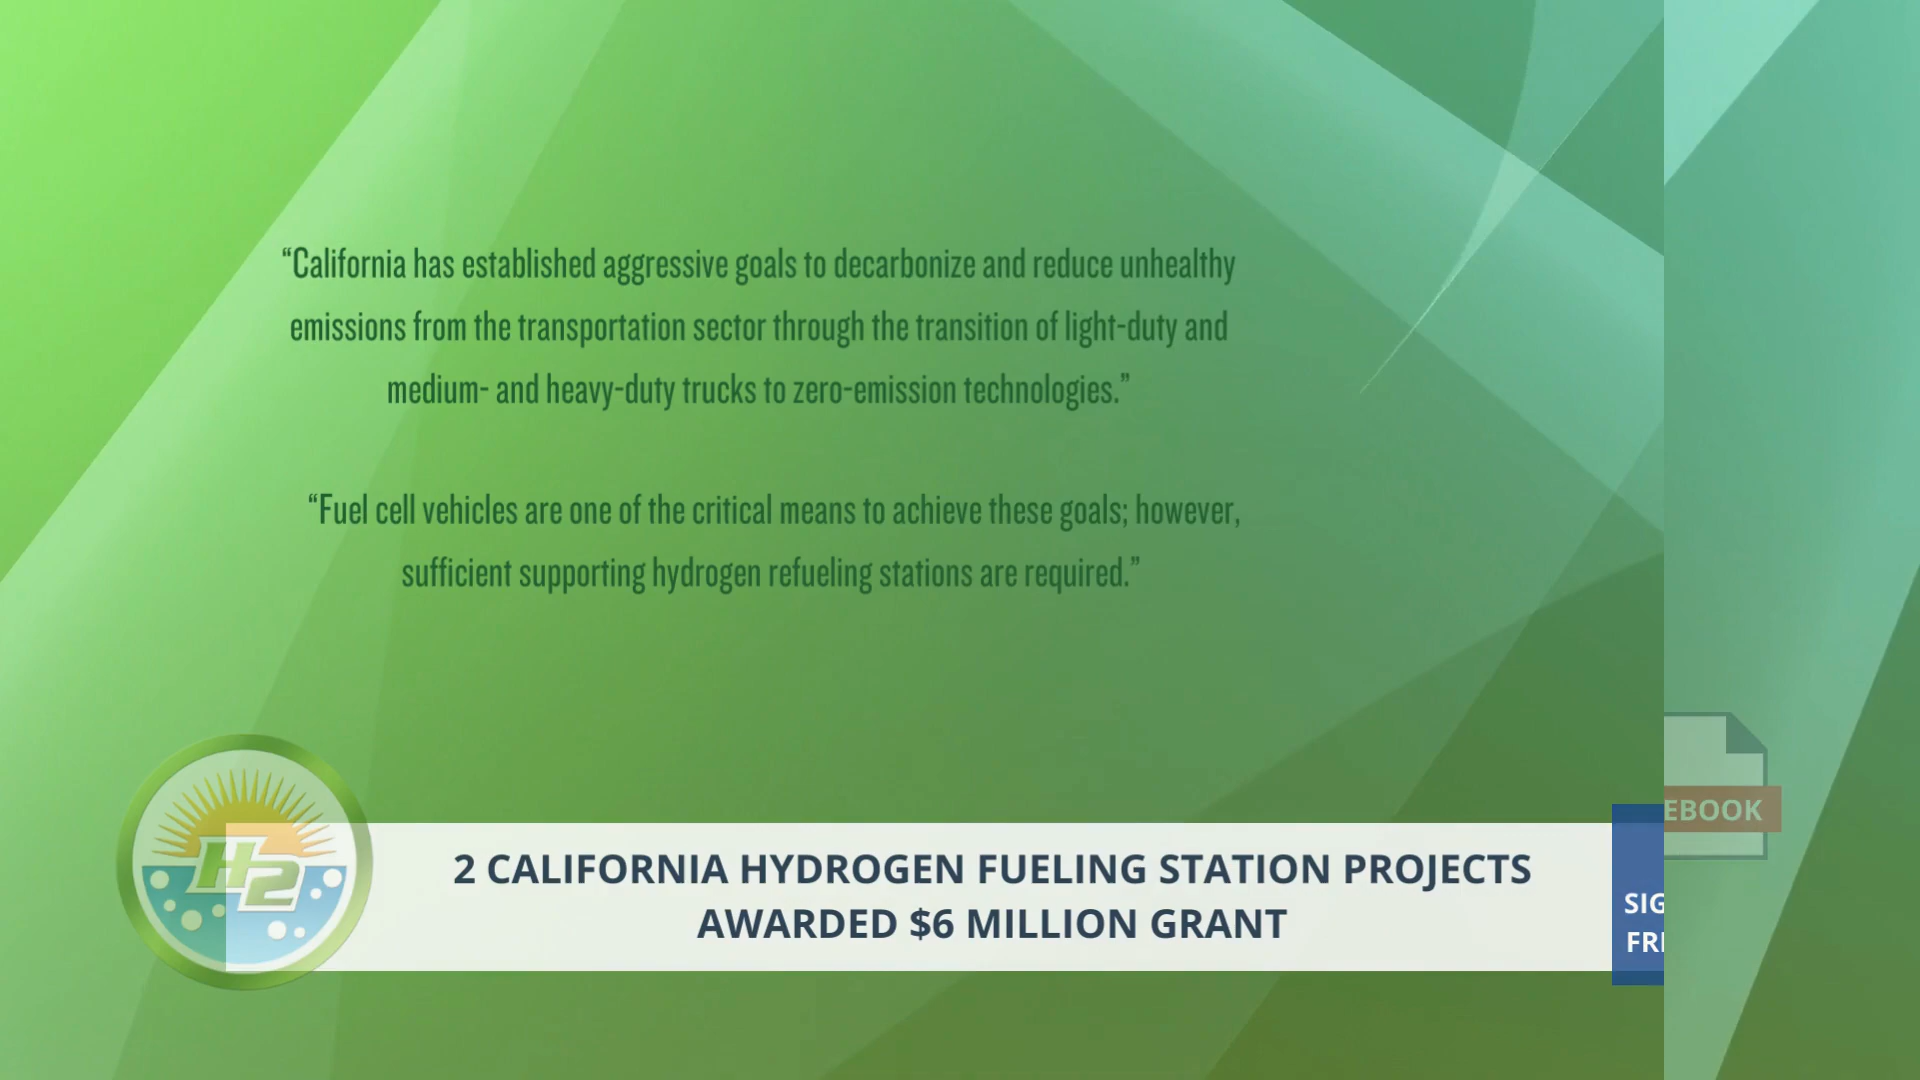 “California has established aggressive goals to decarbonize and reduce unhealthy
emissions from the transportation sector through the transition of light-duty and
medium- and heavy-duty trucks to zero-emission technologies.”
“Fuel cell vehicles are one of the critical means to achieve these goals; however,
sufficient supporting hydrogen refueling stations are required.”
H2
2 CALIFORNIA HYDROGEN FUELING STATION PROJECTS
AWARDED $6 MILLION GRANT
EBOOK
SIG
FRE